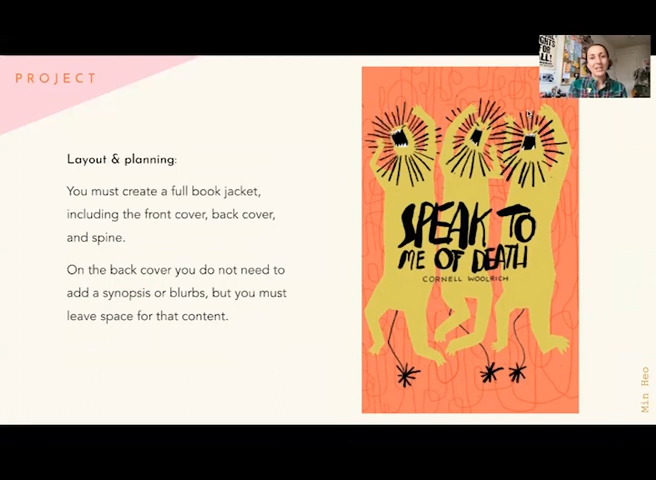 PROJECT
Layout & planning:
You must create a full book jacket,
including the front cover, back cover,
and spine.
On the back cover you do not need to
add a synopsis or blurbs, but you must
leave space for that content.
SPEAK TO
ME OF DEATH
CORNELL WOOLRICH
Min Heo